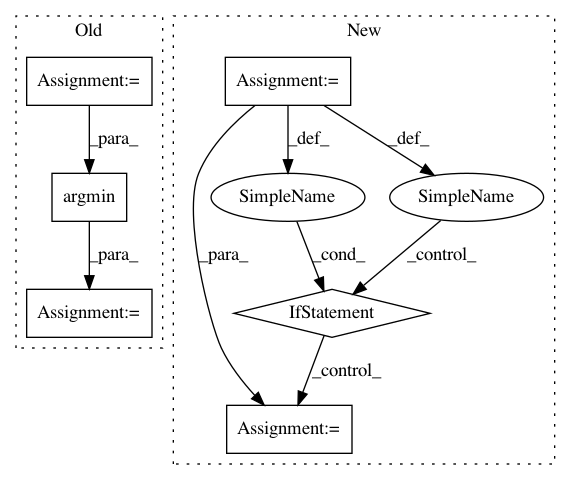 Old
New
Assignment:=
Assignment:=
_para_
_def_
_def_
argmin
SimpleName
SimpleName
_para_
_para_
_cond_
_control_
Assignment:=
IfStatement
_control_
Assignment:=